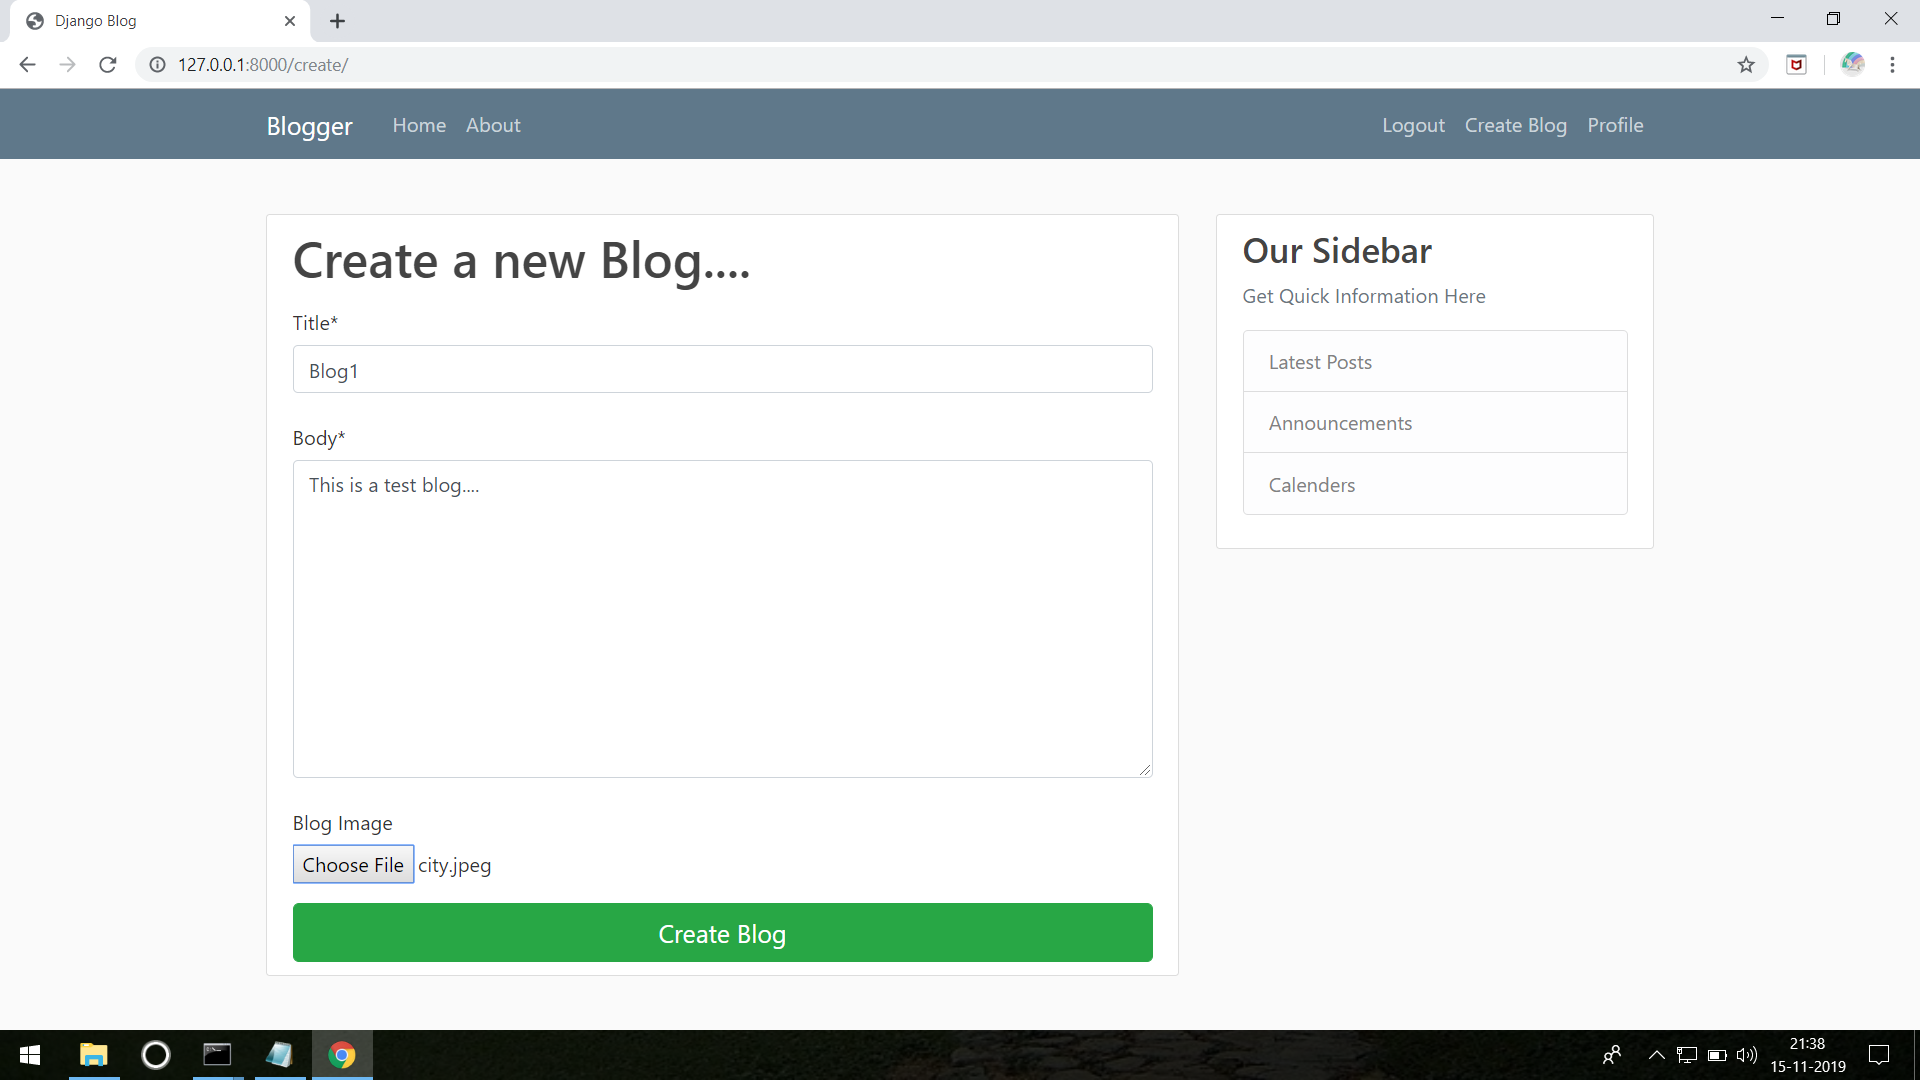 Django Blog
127.0.0.1:8000/create/
Blogger Home About Logout Create Blog Profile
Create a new Blog....
Title*
Blog1
Body*
This is a test blog....
Blog Image
Choose File city.jpeg
Create Blog
Our Sidebar
Get Quick Information Here
Latest Posts
Announcements
Calenders
21:38
15-11-2019